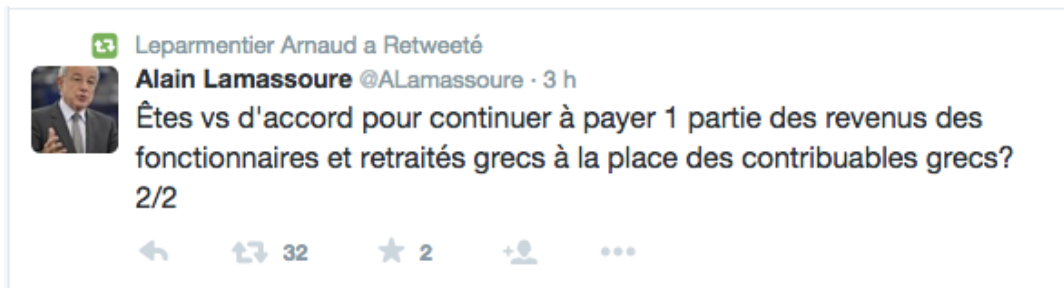 Leparmentier Arnaud a Retweeté
Alain Lamassoure @ALamassoure · 3 h
Êtes vs d'accord pour continuer à payer 1 partie des revenus des
fonctionnaires et retraités grecs à la place des contribuables grecs?
2/2
32 2